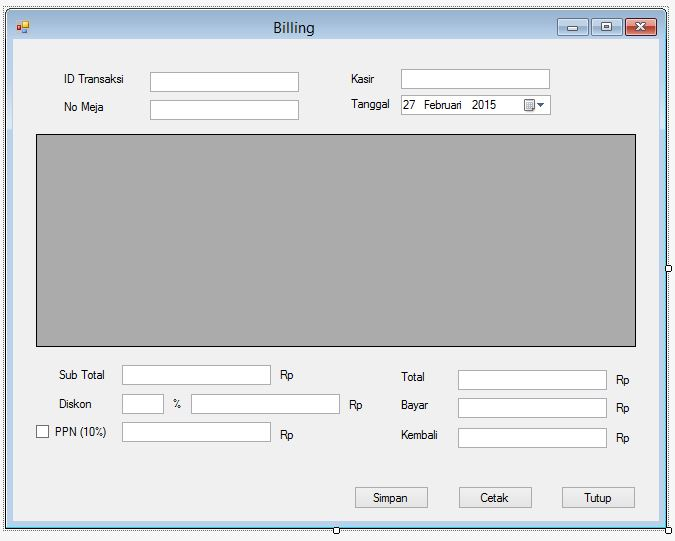 Billing
ID Transaksi
Kasir
No Meja
Tanggal 27 Februari 2015
Sub Total Rp
Total Rp
Diskon % Rp
Bayar Rp
PPN (10%) Rp
Kembali Rp
Simpan Cetak Tutup